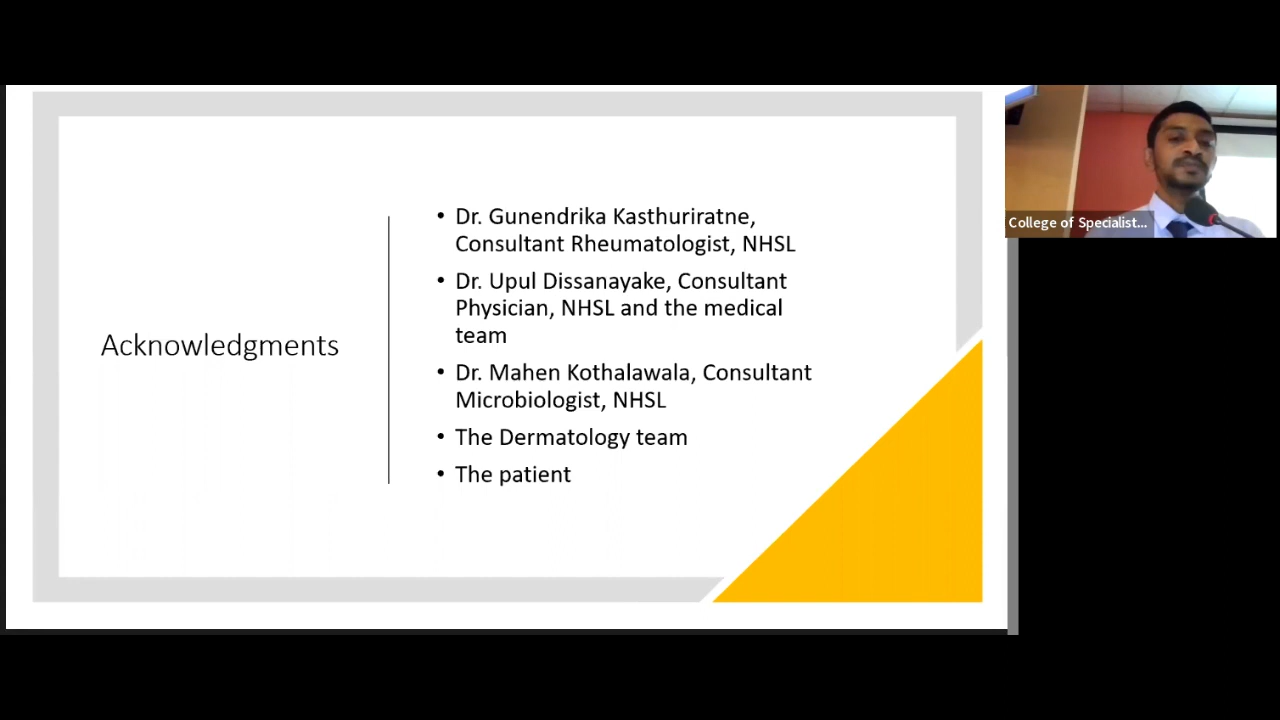 Acknowledgments
• Dr. Gunendrika Kasthuriratne,
Consultant Rheumatologist, NHSL
• Dr. Upul Dissanayake, Consultant
Physician, NHSL and the medical
team
• Dr. Mahen Kothalawala, Consultant
Microbiologist, NHSL
• The Dermatology team
• The patient
College of Specialist...